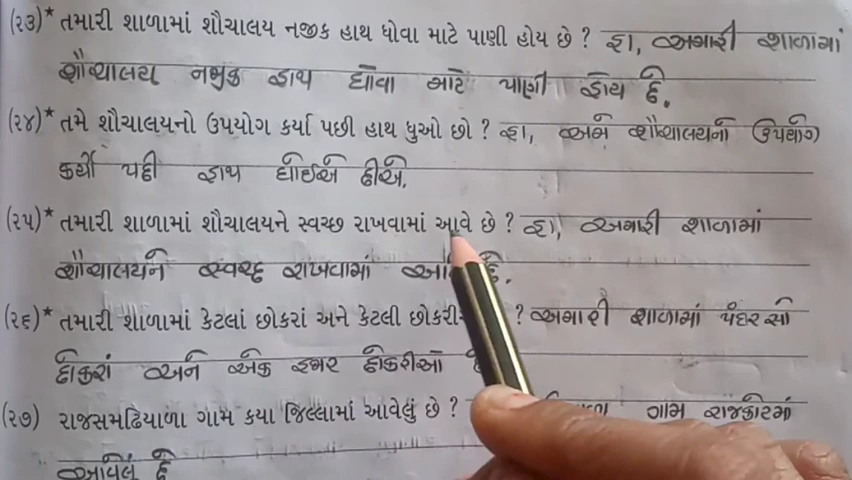 (૨૩)* તમારી શાળામાં શૌચાલય નજીક હાથ ધોવા માટે પાણી હોય છે ? હા, અમારી શાળામાં
શૌચાલય નજીક હાથ ધોવા માટે પાણી હોય છે.
(૨૪)* તમે શૌચાલયનો ઉપયોગ કર્યા પછી હાથ ધુઓ છો ? હા, અમે શૌચાલયનો ઉપયોગ
કર્યા પછી હાથ ધોઈએ છીએ.
(૨૫)* તમારી શાળામાં શૌચાલયને સ્વચ્છ રાખવામાં આવે છે ? હા, અમારી શાળામાં
શૌચાલયને સ્વચ્છ રાખવામાં છે.
(૨૬)* તમારી શાળામાં કેટલાં છોકરાં અને કેટલી ? અમારી શાળામાં પંદર સો
છોકરાં અને એક હજાર છોકરીઓ
(૨૭) રાજસમઢિયાળા ગામ કયા જિલ્લામાં આવેલું છે ? ગામ રાજકોટમાં
આવેલું છે